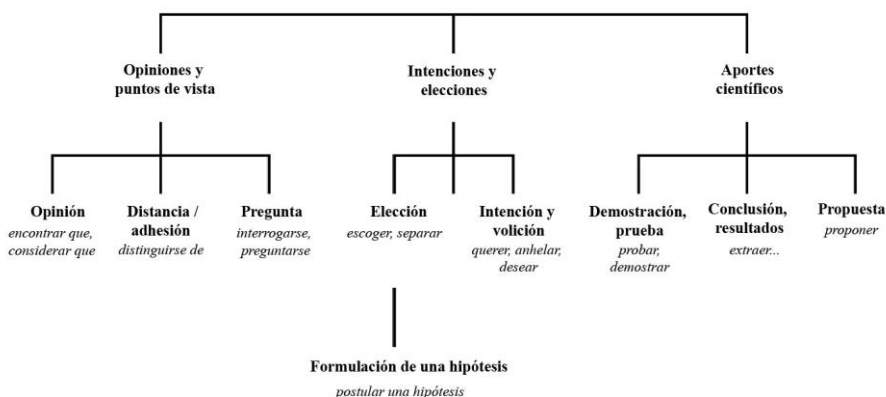 Opiniones y
puntos de vista
Intenciones y
elecciones
Aportes
científicos
Opinión
encontrar que,
considerar que
Distancia /
adhesión
distinguirse de
Pregunta
interrogarse,
preguntarse
Elección
escoger, separar
Intención y
volición
querer, anhelar,
desear
Demostración,
prueba
probar,
demostrar
Conclusión,
resultados
extraer...
Propuesta
proponer
Formulación de una hipótesis
postular una hipótesis